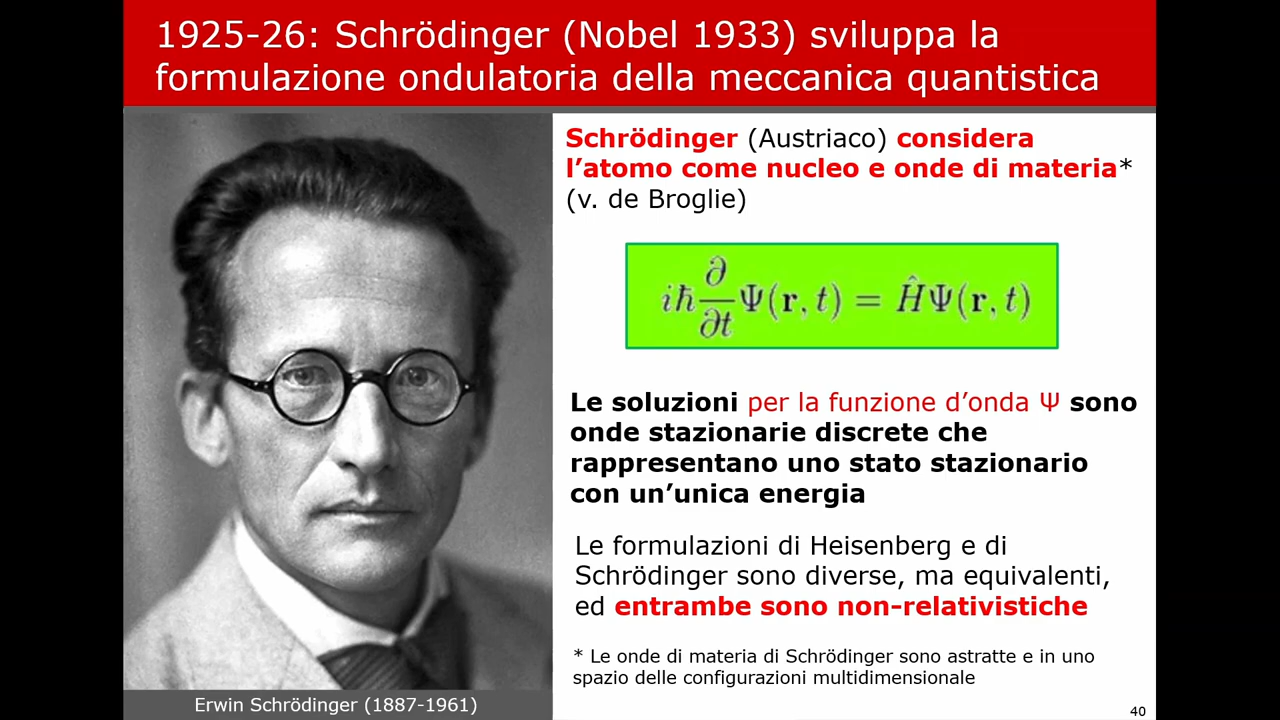 1925-26: Schrödinger (Nobel 1933) sviluppa la
formulazione ondulatoria della meccanica quantistica
Schrödinger (Austriaco) considera
l’atomo come nucleo e onde di materia*
(v. de Broglie)
iħ ∂/∂t Ψ(r, t) = ĤΨ(r, t)
Le soluzioni per la funzione d’onda Ψ sono
onde stazionarie discrete che
rappresentano uno stato stazionario
con un’unica energia
Le formulazioni di Heisenberg e di
Schrödinger sono diverse, ma equivalenti,
ed entrambe sono non-relativistiche
* Le onde di materia di Schrödinger sono astratte e in uno
spazio delle configurazioni multidimensionale
Erwin Schrödinger (1887-1961)
40